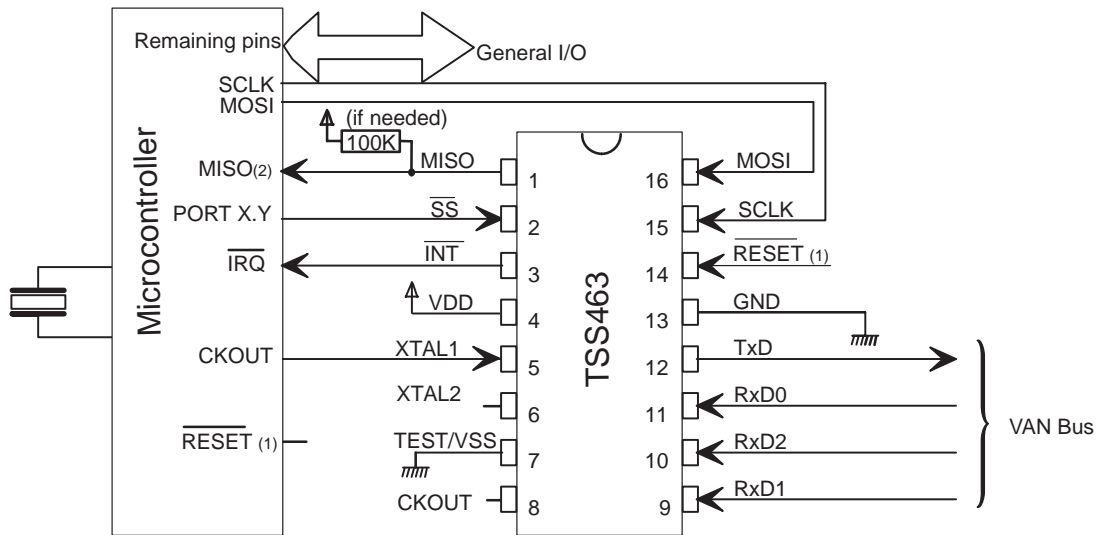 Remaining pins
General I/O
SCLK
MOSI
(if needed)
100K
MISO(2)
MISO
1
16
MOSI
PORT X.Y
SS
2
15
SCLK
IRQ
INT
3
14
RESET (1)
VDD
4
13
GND
CKOUT
XTAL1
5
12
TxD
XTAL2
6
11
RxD0
RESET (1)
TEST/VSS
7
10
RxD2
CKOUT
8
9
RxD1
Microcontroller
TSS463
VAN Bus